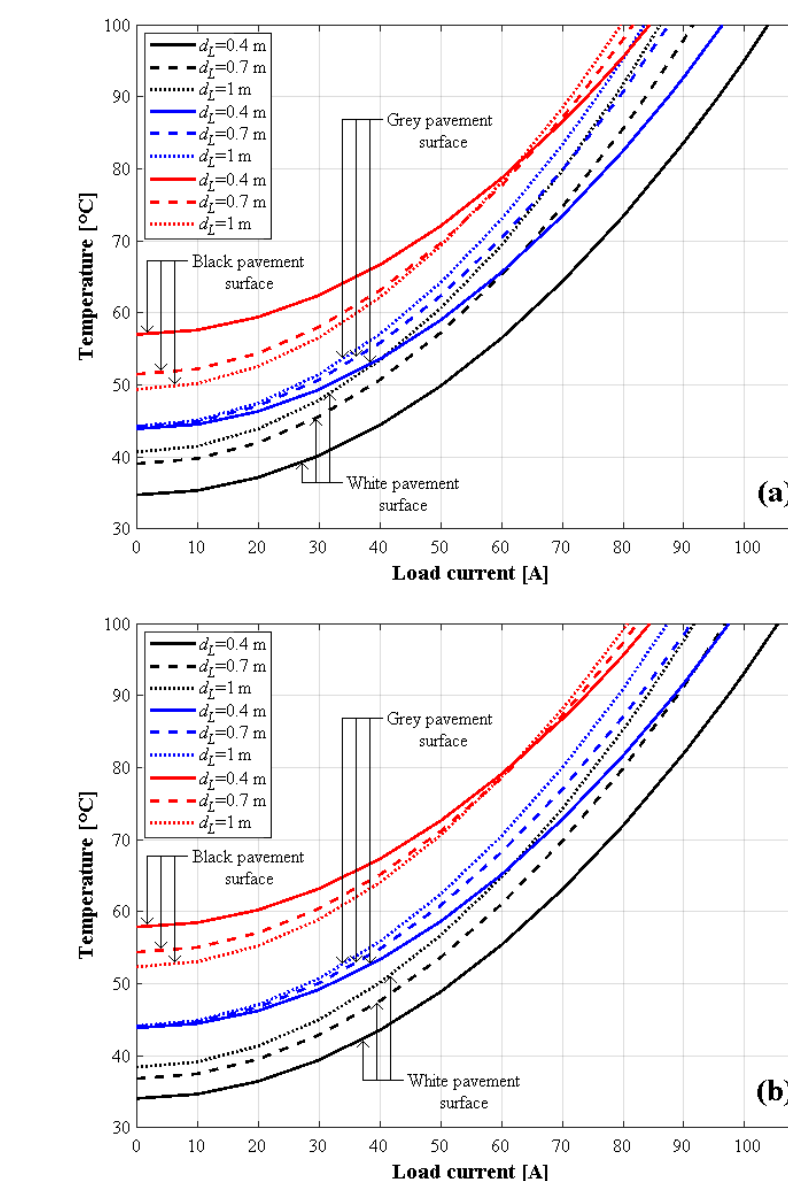 100
90
80
70
60
50
40
30
Temperature [°C]
d_L=0.4 m
d_L=0.7 m
d_L=1 m
d_L=0.4 m
d_L=0.7 m
d_L=1 m
d_L=0.4 m
d_L=0.7 m
d_L=1 m
Grey pavement
surface
Black pavement
surface
White pavement
surface
(a)
0 10 20 30 40 50 60 70 80 90 100
Load current [A]
100
90
80
70
60
50
40
30
Temperature [°C]
d_L=0.4 m
d_L=0.7 m
d_L=1 m
d_L=0.4 m
d_L=0.7 m
d_L=1 m
d_L=0.4 m
d_L=0.7 m
d_L=1 m
Grey pavement
surface
Black pavement
surface
White pavement
surface
(b)
0 10 20 30 40 50 60 70 80 90 100
Load current [A]